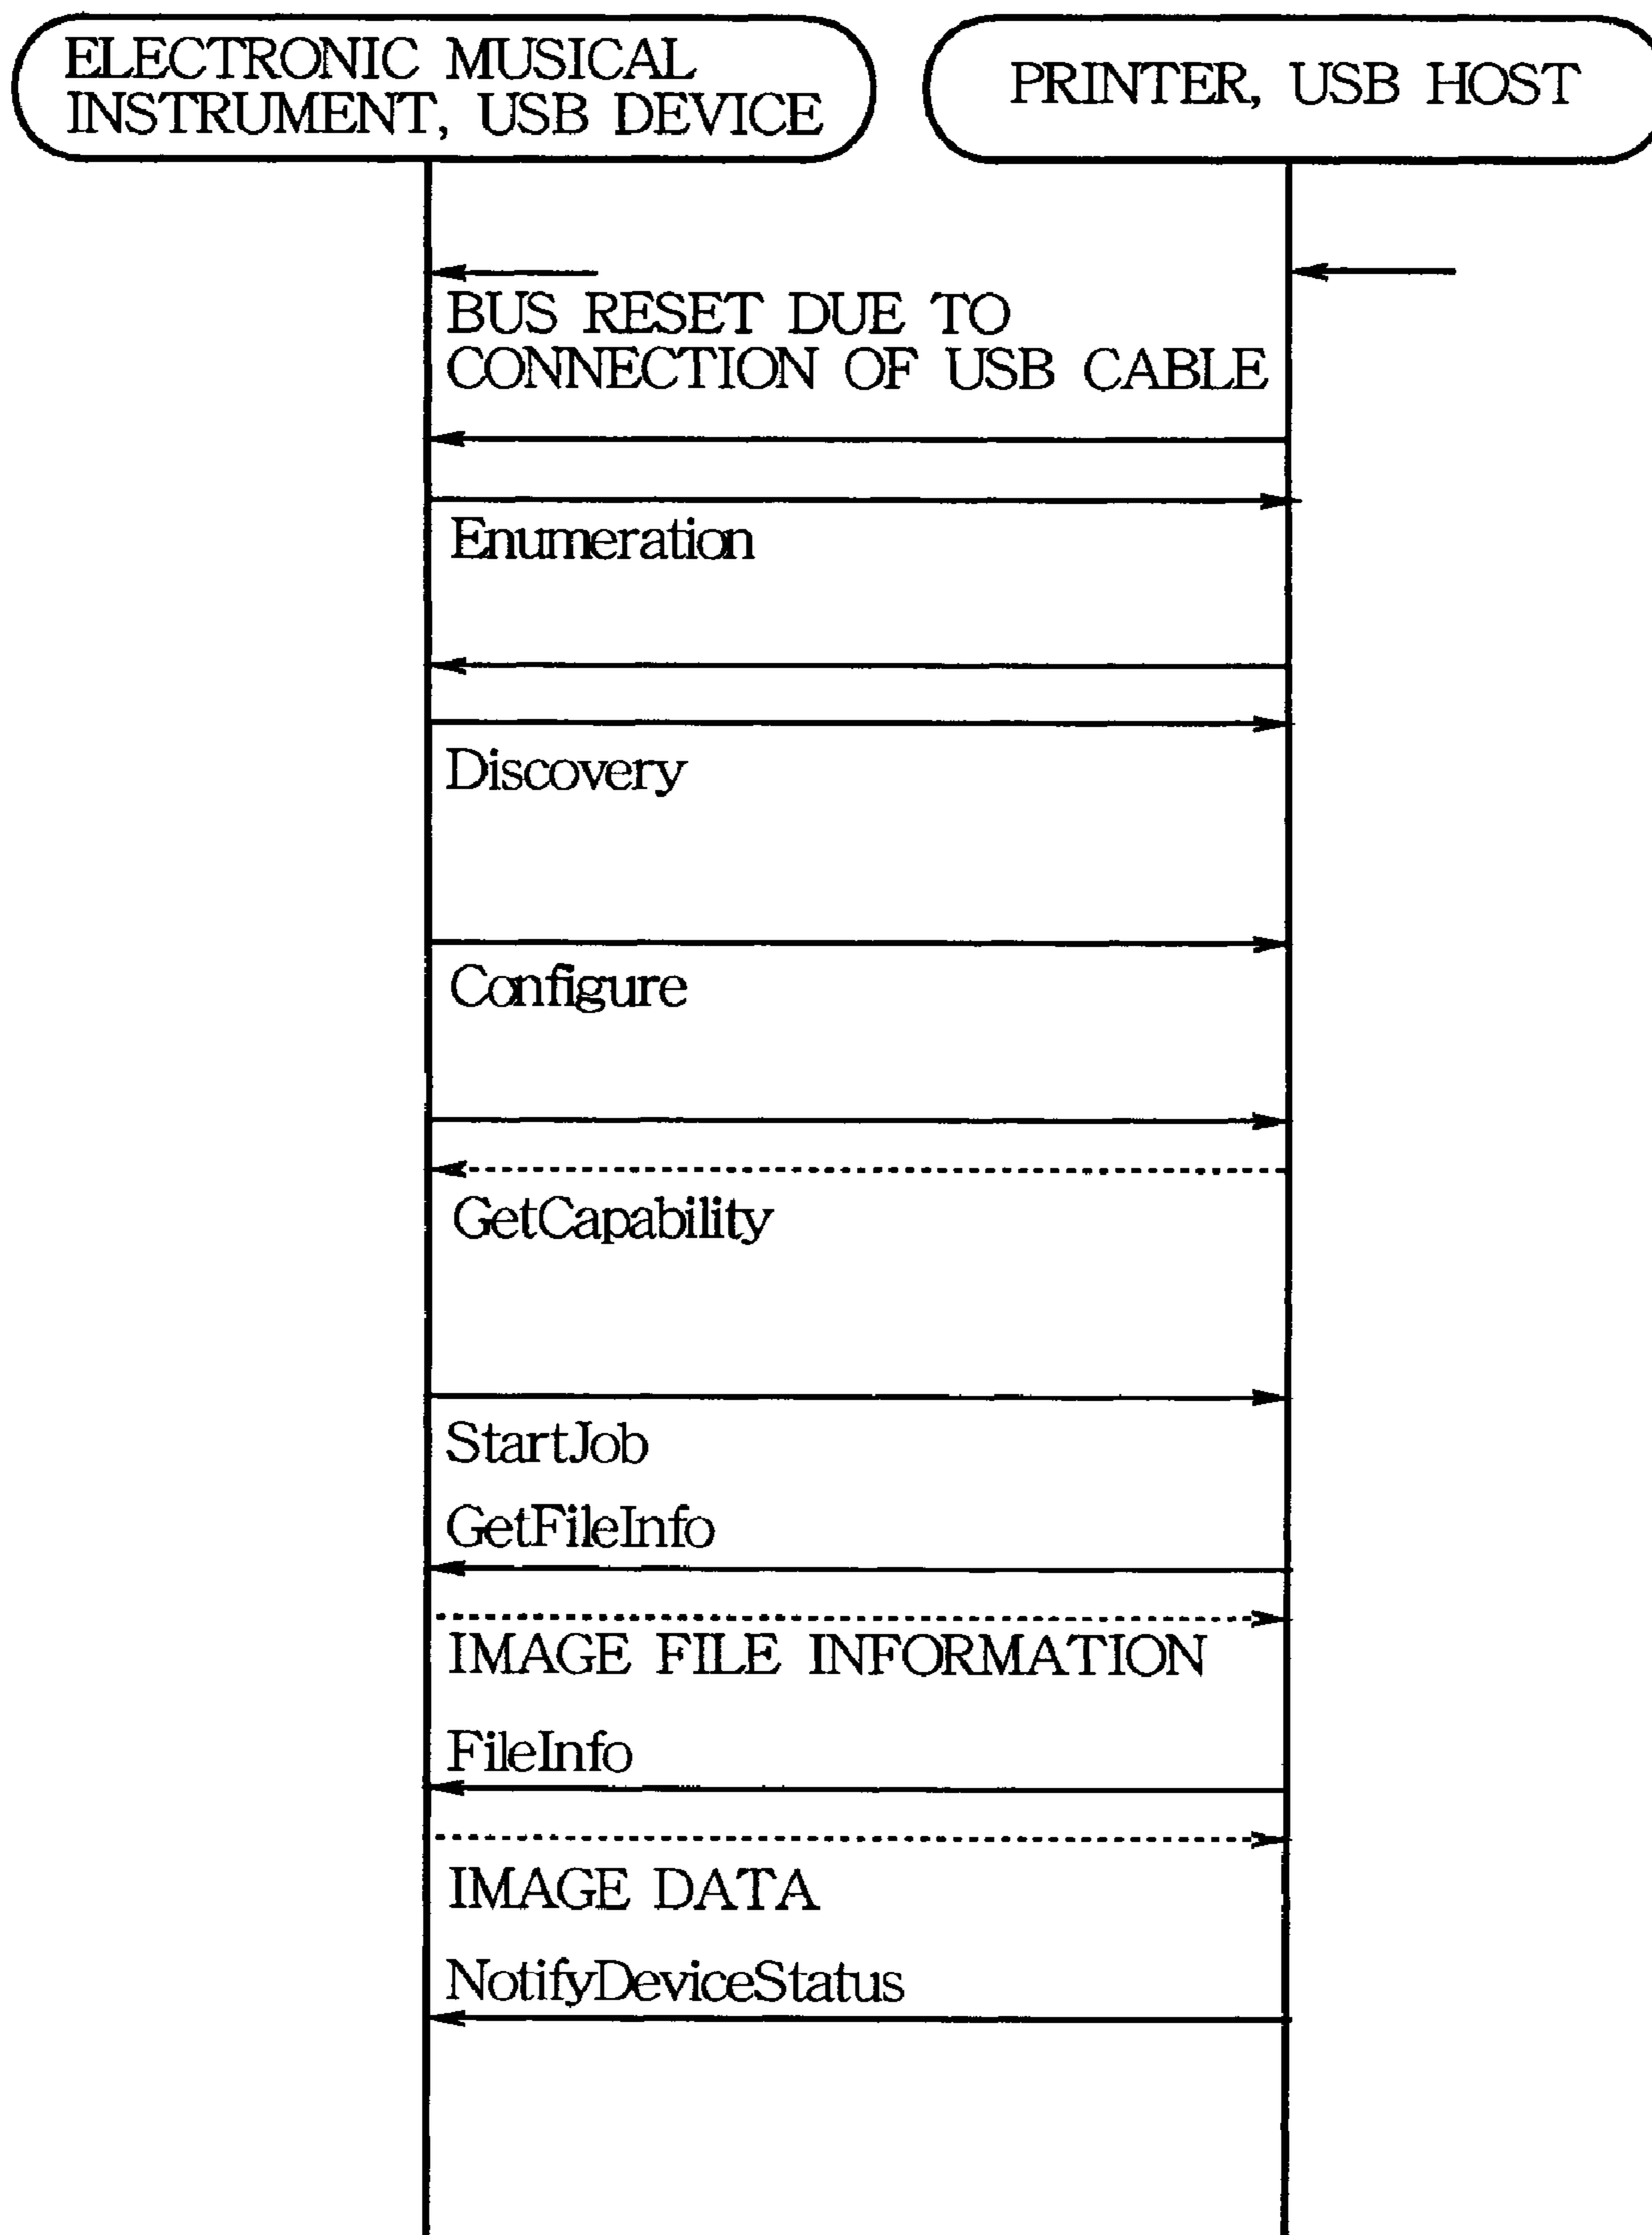 ELECTRONIC MUSICAL
INSTRUMENT, USB DEVICE
PRINTER, USB HOST
BUS RESET DUE TO
CONNECTION OF USB CABLE
Enumeration
Discovery
Configure
GetCapability
StartJob
GetFileInfo
IMAGE FILE INFORMATION
FileInfo
IMAGE DATA
NotifyDeviceStatus